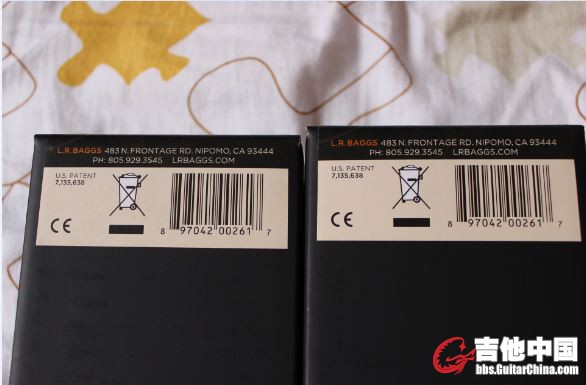 L.R.BAGGS 483 N. FRONTAGE RD. NIPOMO, CA 93444
PH: 805.929.3545 LRBAGGS.COM
U.S. PATENT
7,135,638
CE
8 97042 00261 7
L.R.BAGGS 483 N. FRONTAGE RD. NIPOMO, CA 93444
PH: 805.929.3545 LRBAGGS.COM
U.S. PATENT
7,135,638
CE
8 97042 00261 7
吉他中国
bbs.GuitarChina.com